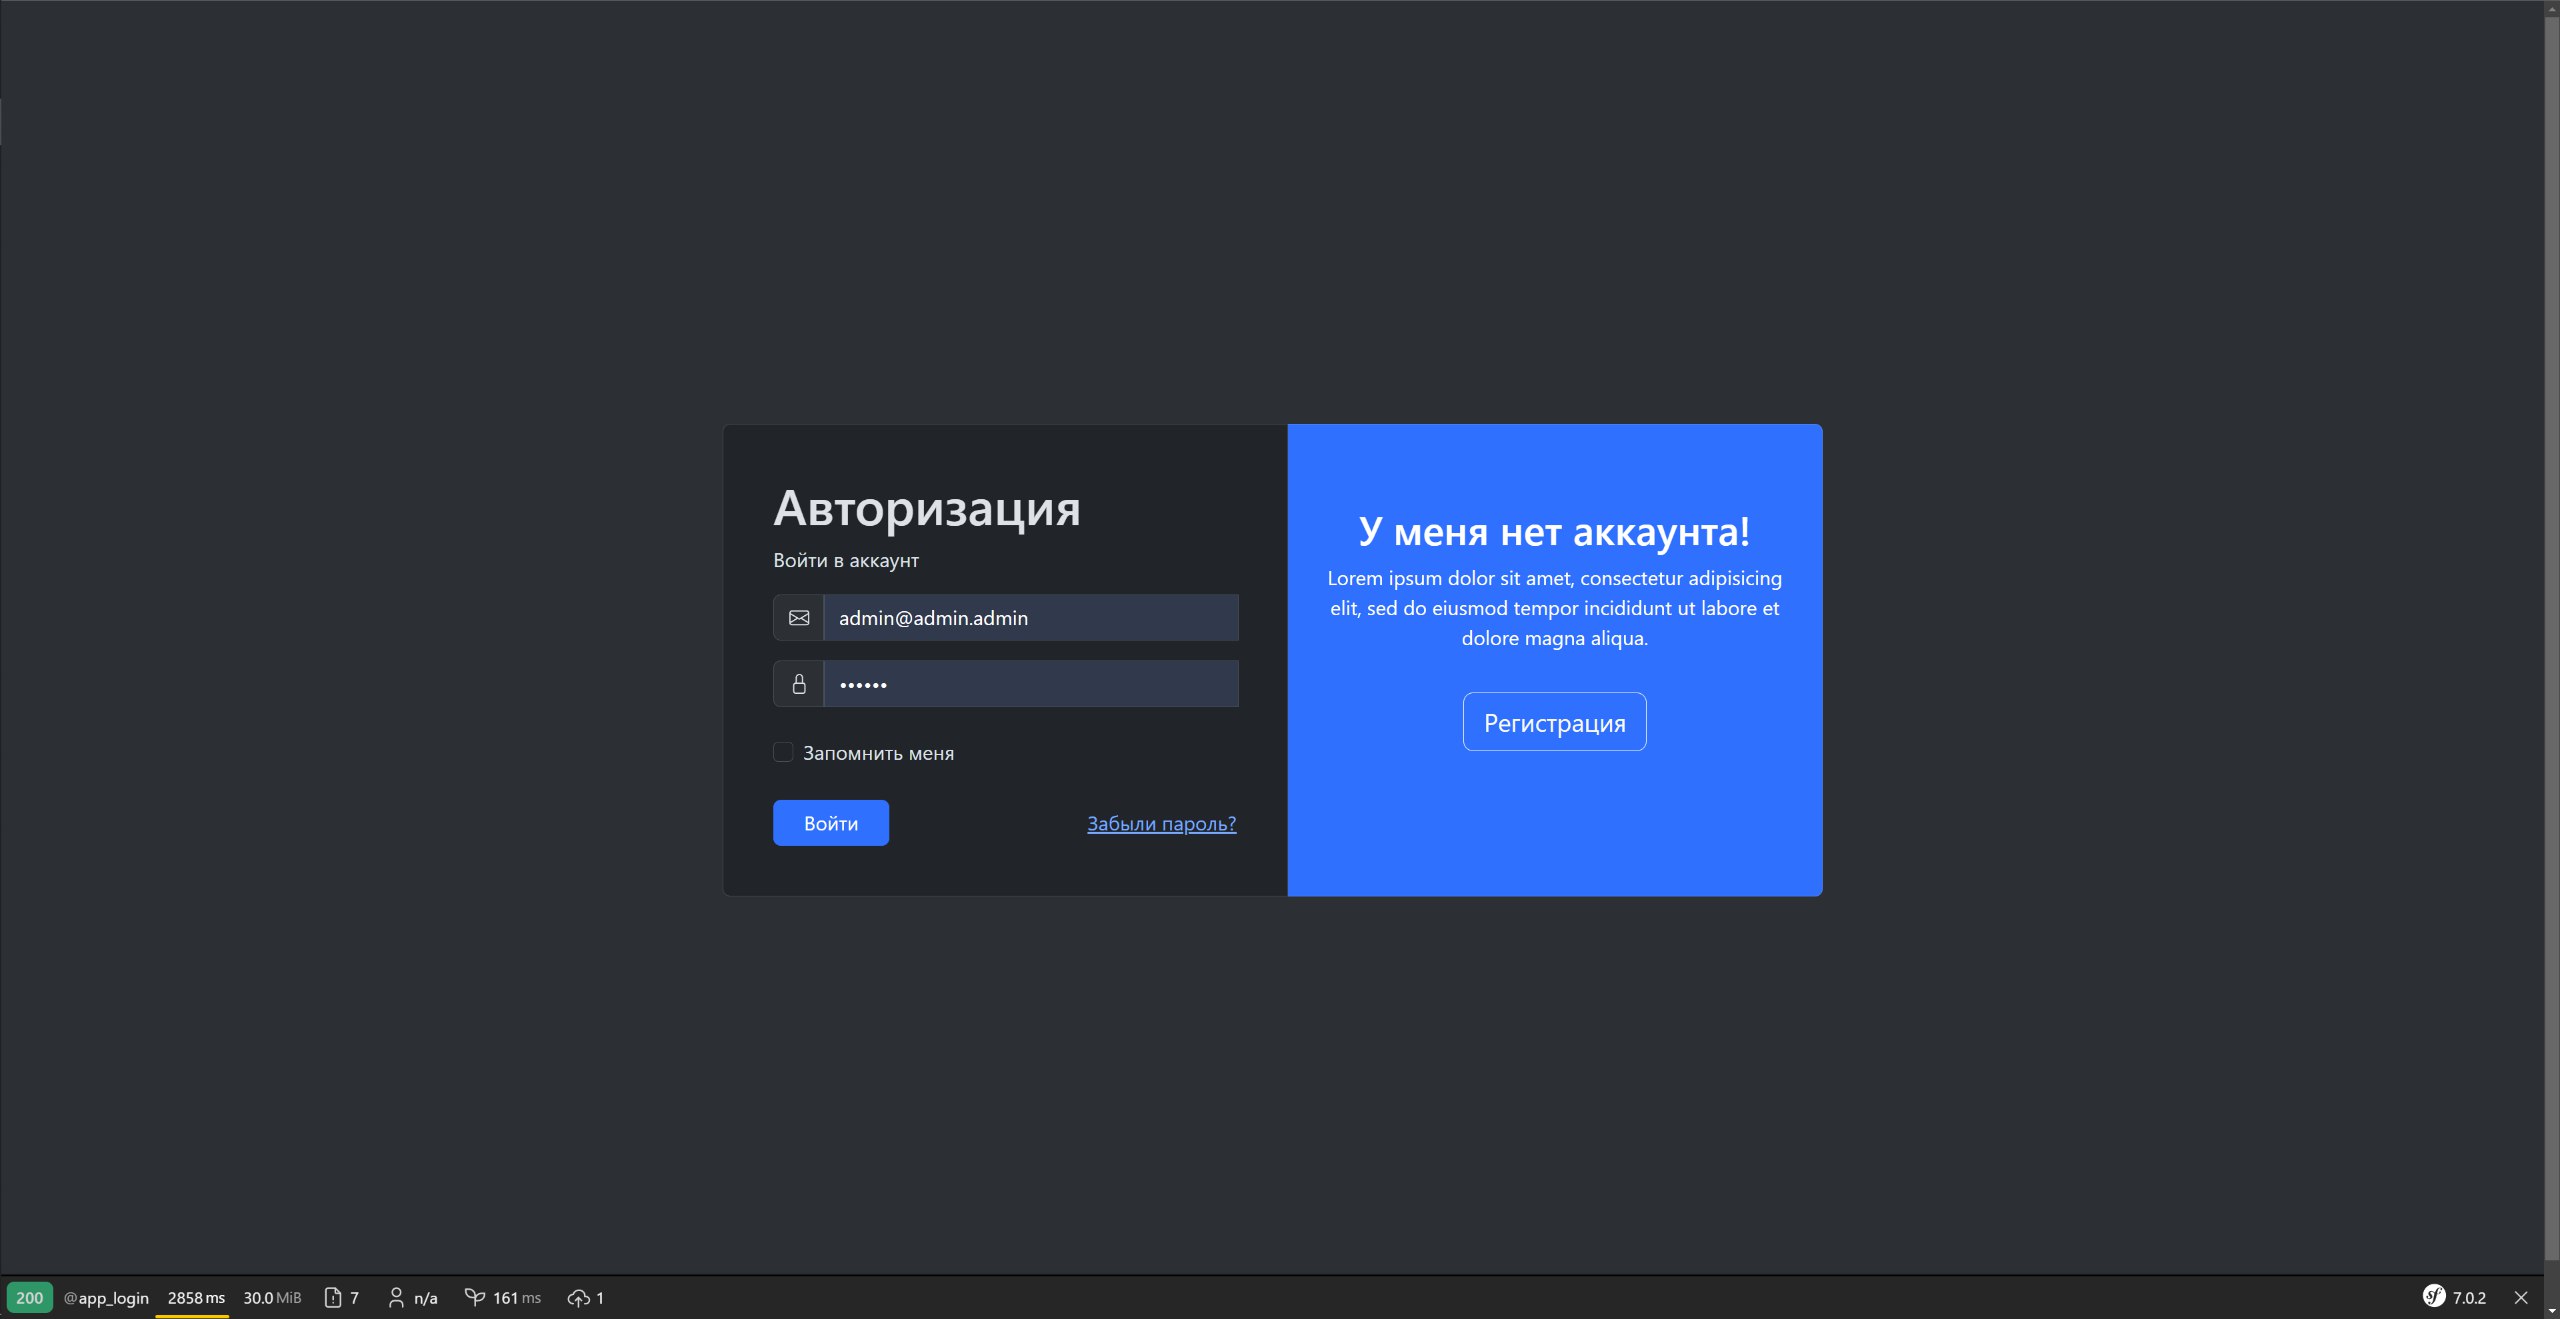 Авторизация
Войти в аккаунт
admin@admin.admin
••••••
Запомнить меня
Войти
Забыли пароль?
У меня нет аккаунта!
Lorem ipsum dolor sit amet, consectetur adipisicing
elit, sed do eiusmod tempor incididunt ut labore et
dolore magna aliqua.
Регистрация
200 @app_login 2858 ms 30.0 MiB 7 n/a 161 ms 1 sf 7.0.2